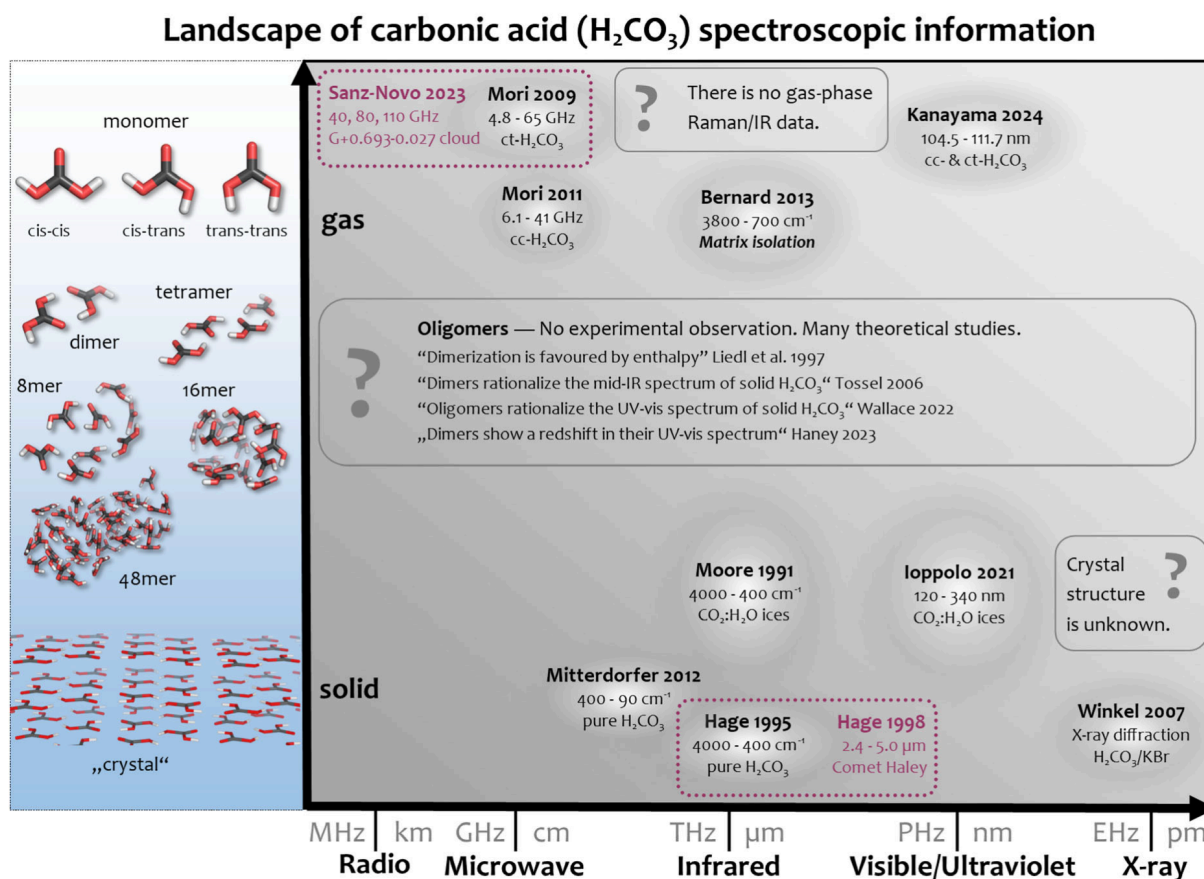 Landscape of carbonic acid (H₂CO₃) spectroscopic information
monomer
cis-cis
cis-trans
trans-trans
dimer
tetramer
8mer
16mer
48mer
„crystal“
gas
solid
Sanz-Novo 2023
40, 80, 110 GHz
G+0.693-0.027 cloud
Mori 2009
4.8 - 65 GHz
ct-H₂CO₃
?
There is no gas-phase
Raman/IR data.
Kanayama 2024
104.5 - 111.7 nm
cc- & ct-H₂CO₃
Mori 2011
6.1 - 41 GHz
cc-H₂CO₃
Bernard 2013
3800 - 700 cm⁻¹
Matrix isolation
?
Oligomers — No experimental observation. Many theoretical studies.
“Dimerization is favoured by enthalpy” Liedl et al. 1997
“Dimers rationalize the mid-IR spectrum of solid H₂CO₃“ Tossel 2006
“Oligomers rationalize the UV-vis spectrum of solid H₂CO₃“ Wallace 2022
„Dimers show a redshift in their UV-vis spectrum“ Haney 2023
Moore 1991
4000 - 400 cm⁻¹
CO₂:H₂O ices
Ioppolo 2021
120 - 340 nm
CO₂:H₂O ices
Crystal
structure
is unknown.
?
Mitterdorfer 2012
400 - 90 cm⁻¹
pure H₂CO₃
Hage 1995
4000 - 400 cm⁻¹
pure H₂CO₃
Hage 1998
2.4 - 5.0 µm
Comet Haley
Winkel 2007
X-ray diffraction
H₂CO₃/KBr
MHz km GHz cm THz µm PHz nm EHz pm
Radio Microwave Infrared Visible/Ultraviolet X-ray